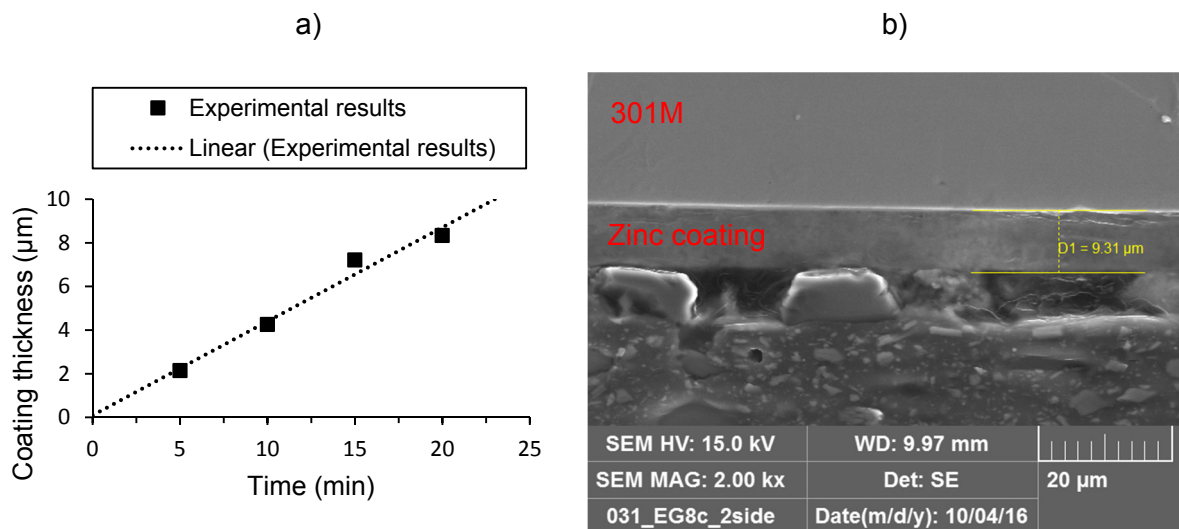 a)
Experimental results
Linear (Experimental results)
10
8
6
4
2
0
Coating thickness (µm)
0 5 10 15 20 25
Time (min)
b)
301M
Zinc coating
D1 = 9.31 µm
SEM HV: 15.0 kV WD: 9.97 mm
SEM MAG: 2.00 kx Det: SE 20 µm
031_EG8c_2side Date(m/d/y): 10/04/16